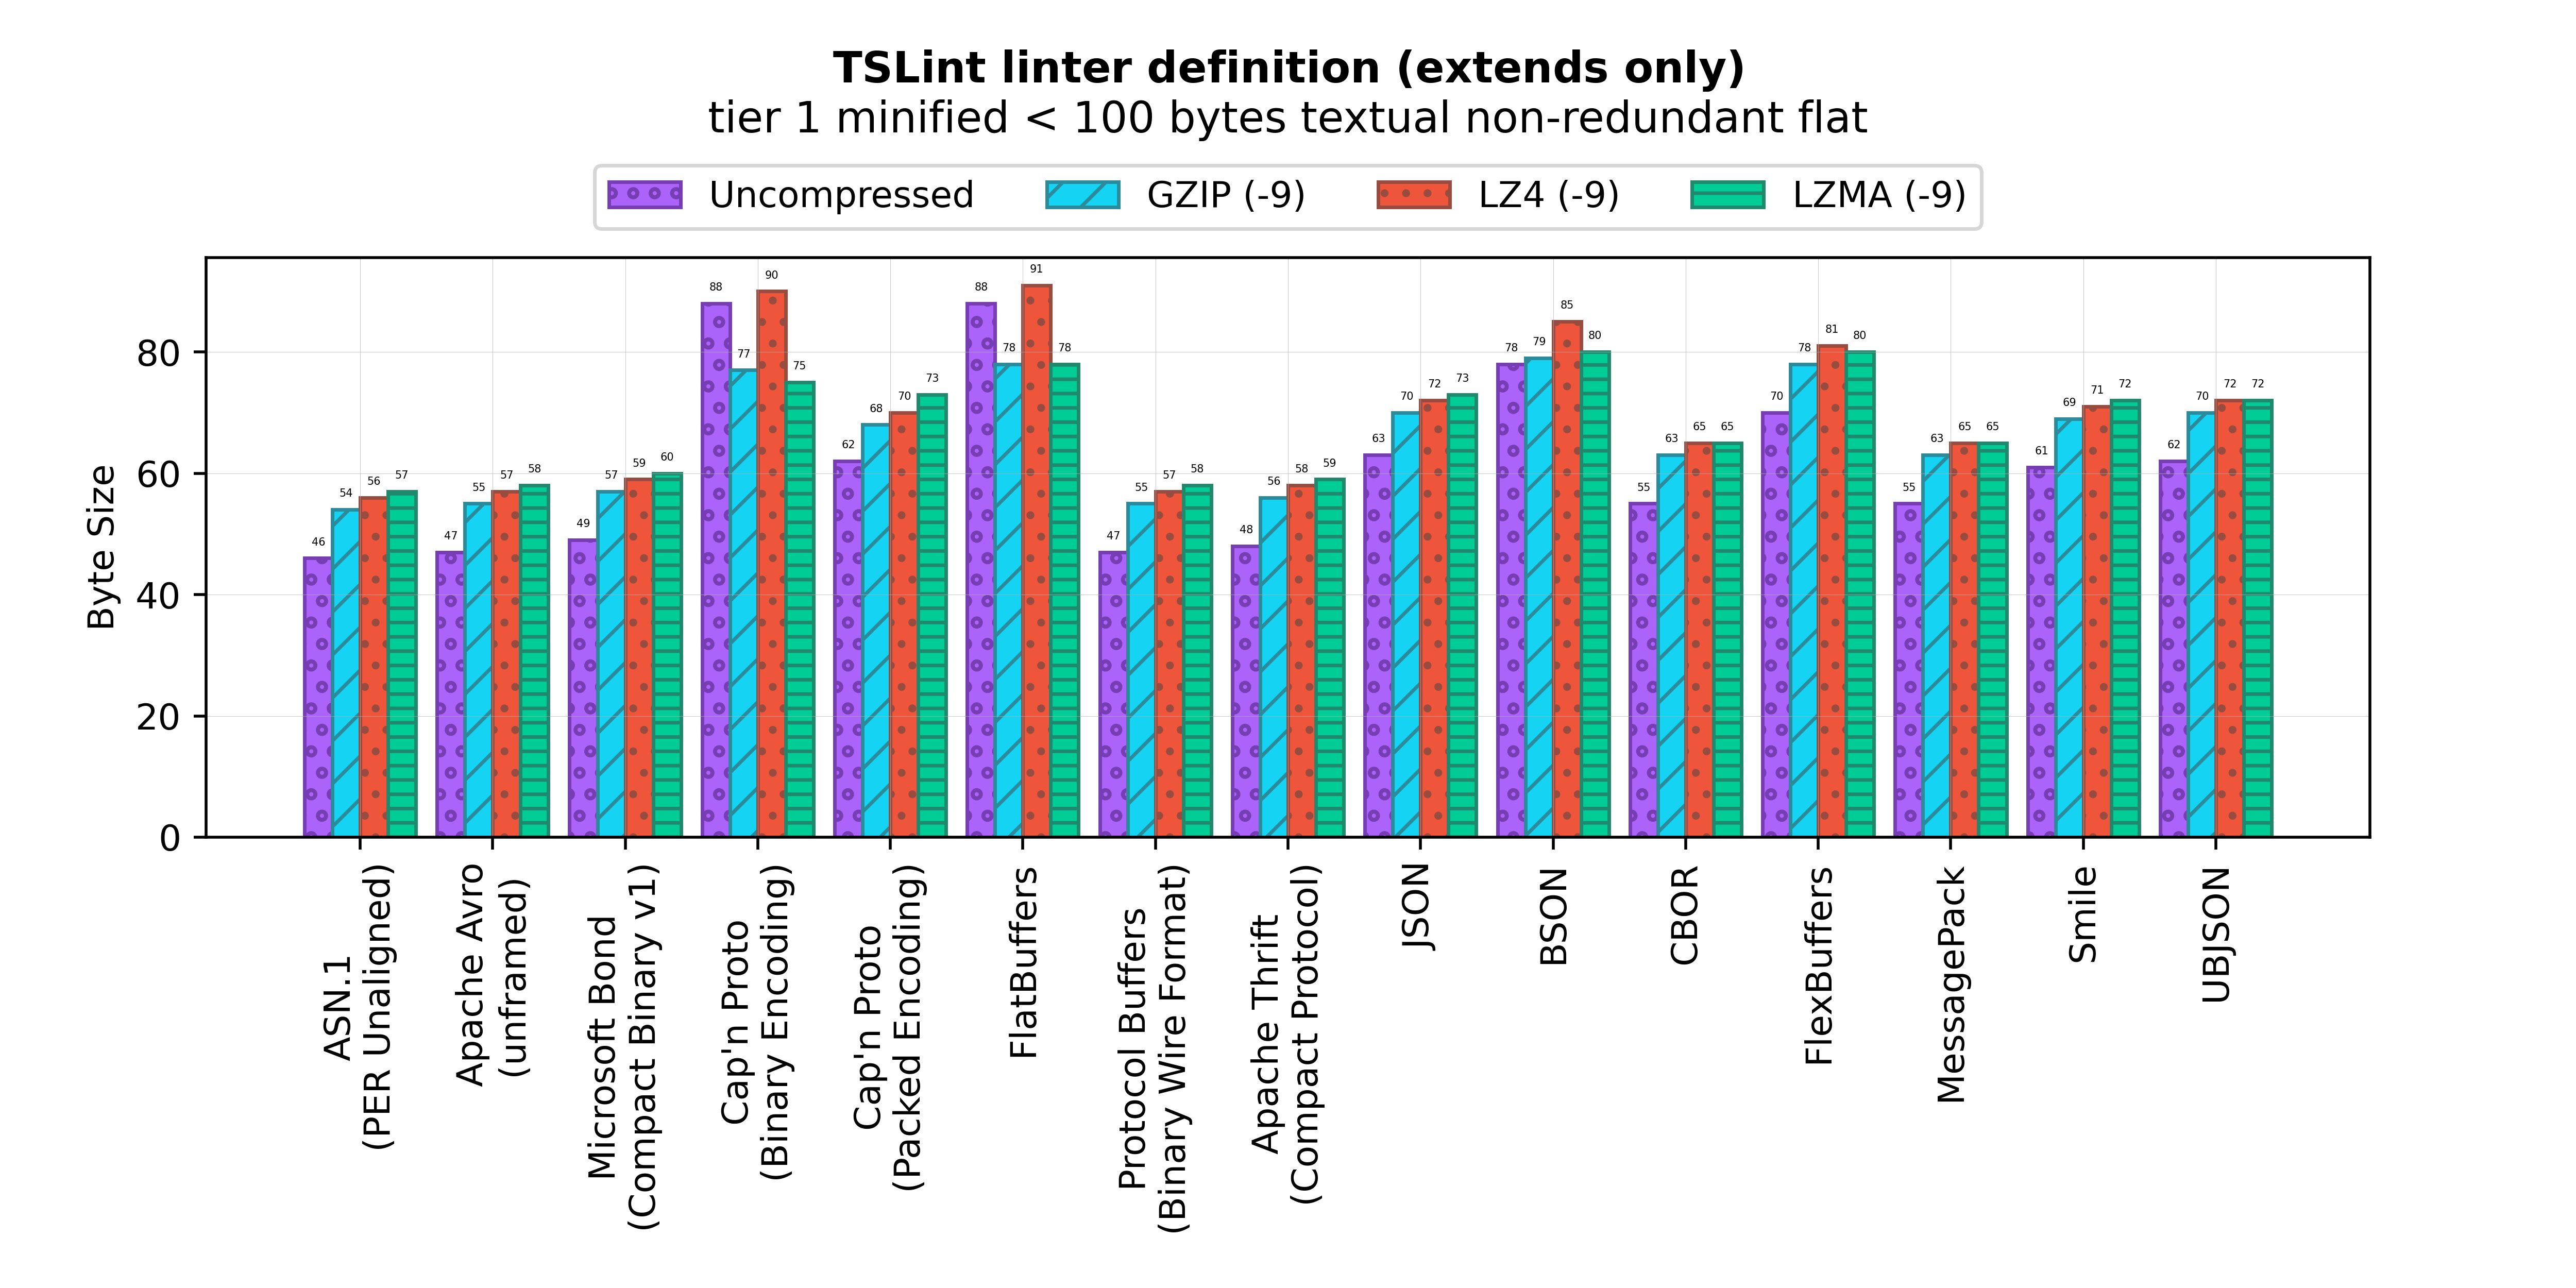 TSLint linter definition (extends only)
tier 1 minified < 100 bytes textual non-redundant flat
Uncompressed GZIP (-9) LZ4 (-9) LZMA (-9)
Byte Size
80
60
40
20
0
46 54 56 57
47 55 57 58
49 57 59 60
88 77 90 75
62 68 70 73
88 78 91 78
47 55 57 58
48 56 58 59
63 70 72 73
78 79 85 80
55 63 65 65
70 78 81 80
55 63 65 65
61 69 71 72
62 70 72 72
ASN.1
(PER Unaligned)
Apache Avro
(unframed)
Microsoft Bond
(Compact Binary v1)
Cap'n Proto
(Binary Encoding)
Cap'n Proto
(Packed Encoding)
FlatBuffers
Protocol Buffers
(Binary Wire Format)
Apache Thrift
(Compact Protocol)
JSON
BSON
CBOR
FlexBuffers
MessagePack
Smile
UBJSON